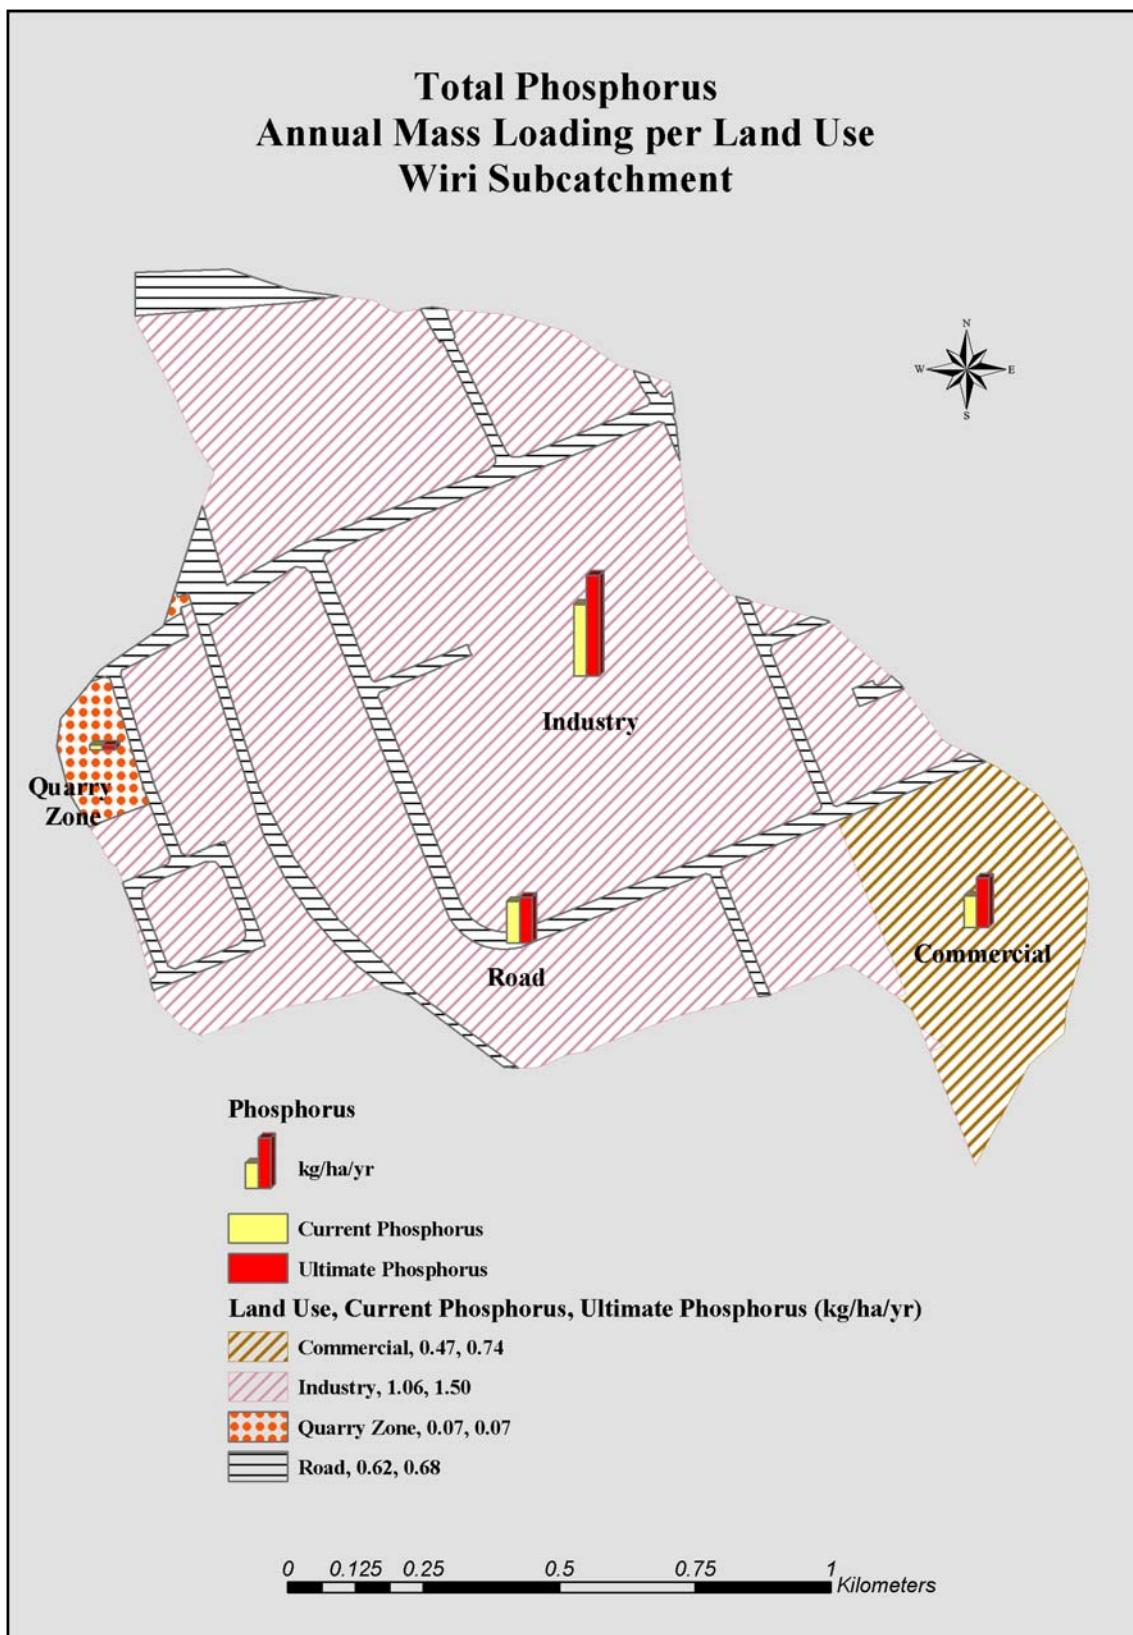 Total Phosphorus
Annual Mass Loading per Land Use
Wiri Subcatchment
N
W E
S
Industry
Quarry
Zone
Commercial
Road
Phosphorus
kg/ha/yr
Current Phosphorus
Ultimate Phosphorus
Land Use, Current Phosphorus, Ultimate Phosphorus (kg/ha/yr)
Commercial, 0.47, 0.74
Industry, 1.06, 1.50
Quarry Zone, 0.07, 0.07
Road, 0.62, 0.68
0 0.125 0.25 0.5 0.75 1
Kilometers